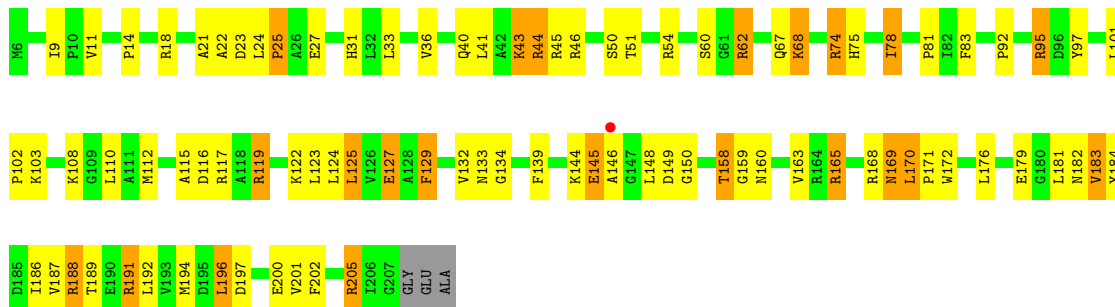 M6 I9 P10 V11 P14 R18 A21 A22 D23 L24 P25 A26 E27 H31 L32 L33 V36 Q40 L41 A42 K43 R44 R45 R46 S50 T51 R54 S60 G61 R62 Q67 K68 R74 H75 I78 P81 I82 F83 P92 R95 D96 Y97 L101
P102 K103 K108 G109 L110 A111 M112 A115 D116 R117 A118 R119 K122 L123 L124 L125 V126 E127 A128 F129 V132 N133 G134 F139 K144 E145 A146 G147 L148 D149 G150 T158 G159 N160 V163 R164 R165 R168 N169 L170 P171 W172 L176 E179 G180 L181 N182 V183 Y184
D185 I186 V187 R188 T189 E190 R191 L192 V193 M194 D195 L196 D197 E200 V201 F202 R205 I206 G207 GLY GLU ALA